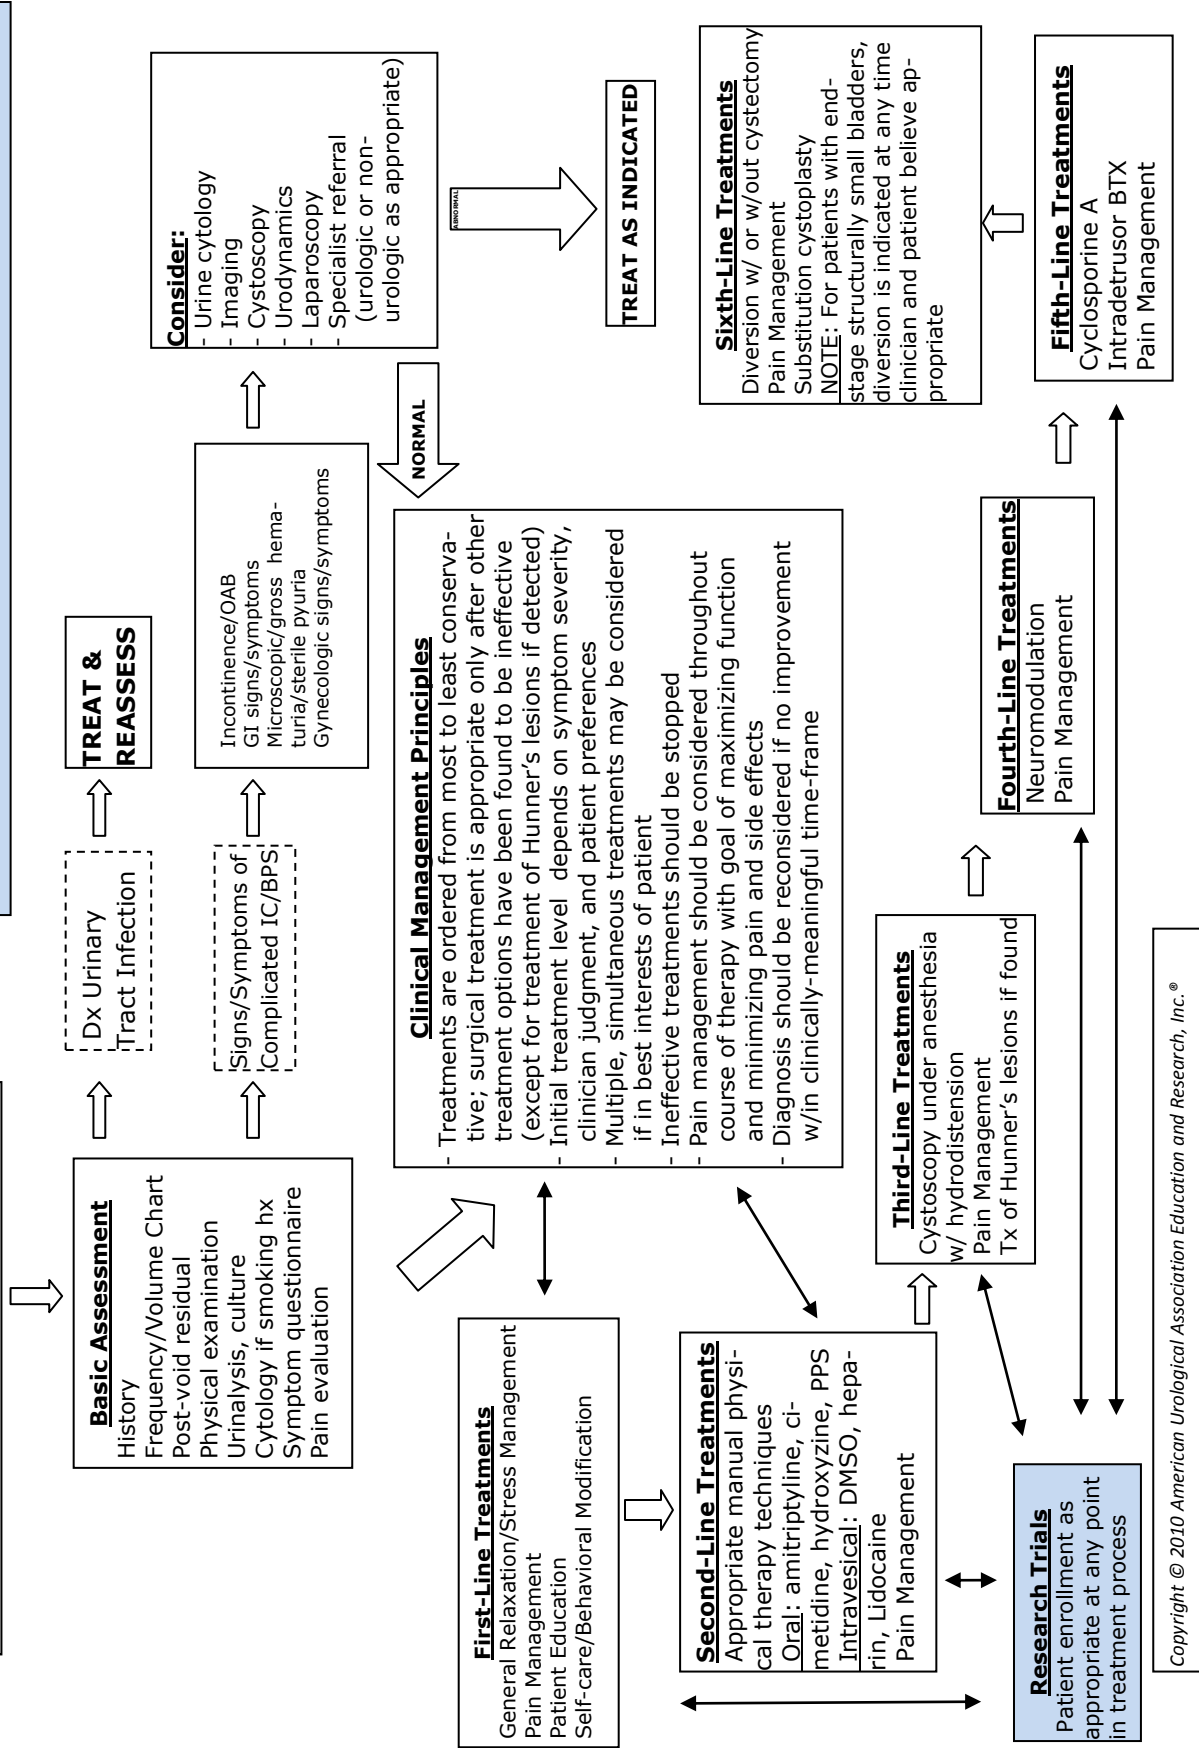 Basic Assessment
History
Frequency/Volume Chart
Post-void residual
Physical examination
Urinalysis, culture
Cytology if smoking hx
Symptom questionnaire
Pain evaluation
Dx Urinary
Tract Infection
TREAT &
REASSESS
Signs/Symptoms of
Complicated IC/BPS
Incontinence/OAB
GI signs/symptoms
Microscopic/gross hema-
turia/sterile pyuria
Gynecologic signs/symptoms
Consider:
- Urine cytology
- Imaging
- Cystoscopy
- Urodynamics
- Laparoscopy
- Specialist referral
(urologic or non-
urologic as appropriate)
NORMAL
ABNORMAL
TREAT AS INDICATED
Clinical Management Principles
- Treatments are ordered from most to least conserva-
tive; surgical treatment is appropriate only after other
treatment options have been found to be ineffective
(except for treatment of Hunner's lesions if detected)
- Initial treatment level depends on symptom severity,
clinician judgment, and patient preferences
- Multiple, simultaneous treatments may be considered
if in best interests of patient
- Ineffective treatments should be stopped
- Pain management should be considered throughout
course of therapy with goal of maximizing function
and minimizing pain and side effects
- Diagnosis should be reconsidered if no improvement
w/in clinically-meaningful time-frame
First-Line Treatments
General Relaxation/Stress Management
Pain Management
Patient Education
Self-care/Behavioral Modification
Second-Line Treatments
Appropriate manual physi-
cal therapy techniques
Oral: amitriptyline, ci-
metidine, hydroxyzine, PPS
Intravesical: DMSO, hepa-
rin, Lidocaine
Pain Management
Third-Line Treatments
Cystoscopy under anesthesia
w/ hydrodistension
Pain Management
Tx of Hunner's lesions if found
Fourth-Line Treatments
Neuromodulation
Pain Management
Fifth-Line Treatments
Cyclosporine A
Intradetrusor BTX
Pain Management
Sixth-Line Treatments
Diversion w/ or w/out cystectomy
Pain Management
Substitution cystoplasty
NOTE: For patients with end-
stage structurally small bladders,
diversion is indicated at any time
clinician and patient believe ap-
propriate
Research Trials
Patient enrollment as
appropriate at any point
in treatment process
Copyright © 2010 American Urological Association Education and Research, Inc.®